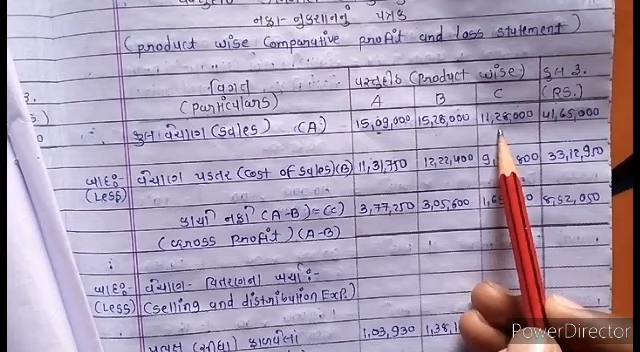 નફા-નુકશાનનું પત્રક
(product wise comparative profit and loss statement)
વિગત
(particulars)
વસ્તુદીઠ (product wise)
A B C
કુલ રૂ.
(RS.)
કુલ વેચાણ (sales) (A) 15,09,000 15,28,000 11,28,000 41,65,000
બાદ: વેચાણ પડતર (cost of sales)(B) 11,31,750 12,22,400 33,12,950
(Less)
કાચો નફો (A-B)=(C) 3,77,250 3,05,600 8,52,050
(Gross profit)(A-B)
બાદ: વેચાણ-વિતરણના ખર્ચા:-
(Less) (selling and distribution Exp.)
1,03,930
PowerDirector